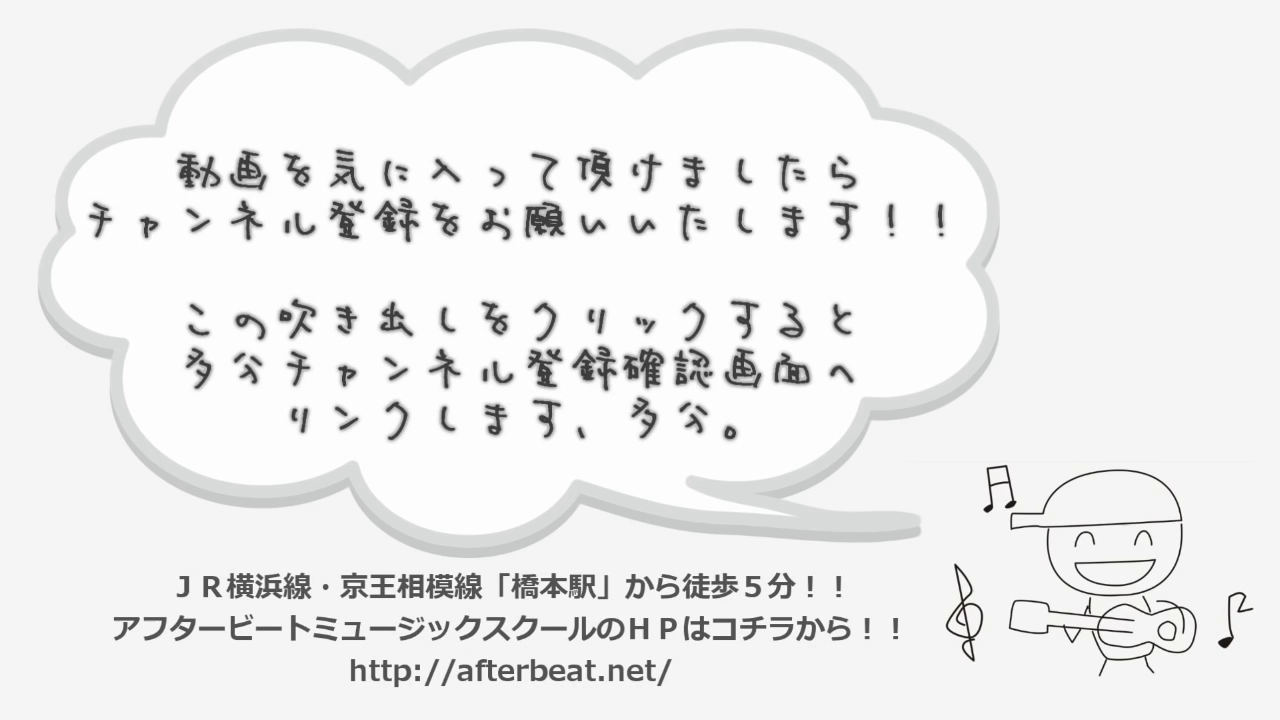 動画を気に入って頂けましたら
チャンネル登録をお願いいたします！！
この吹き出しをクリックすると
多分チャンネル登録確認画面へ
リンクします、多分。
ＪＲ横浜線・京王相模線「橋本駅」から徒歩５分！！
アフタービートミュージックスクールのＨＰはコチラから！！
http://afterbeat.net/